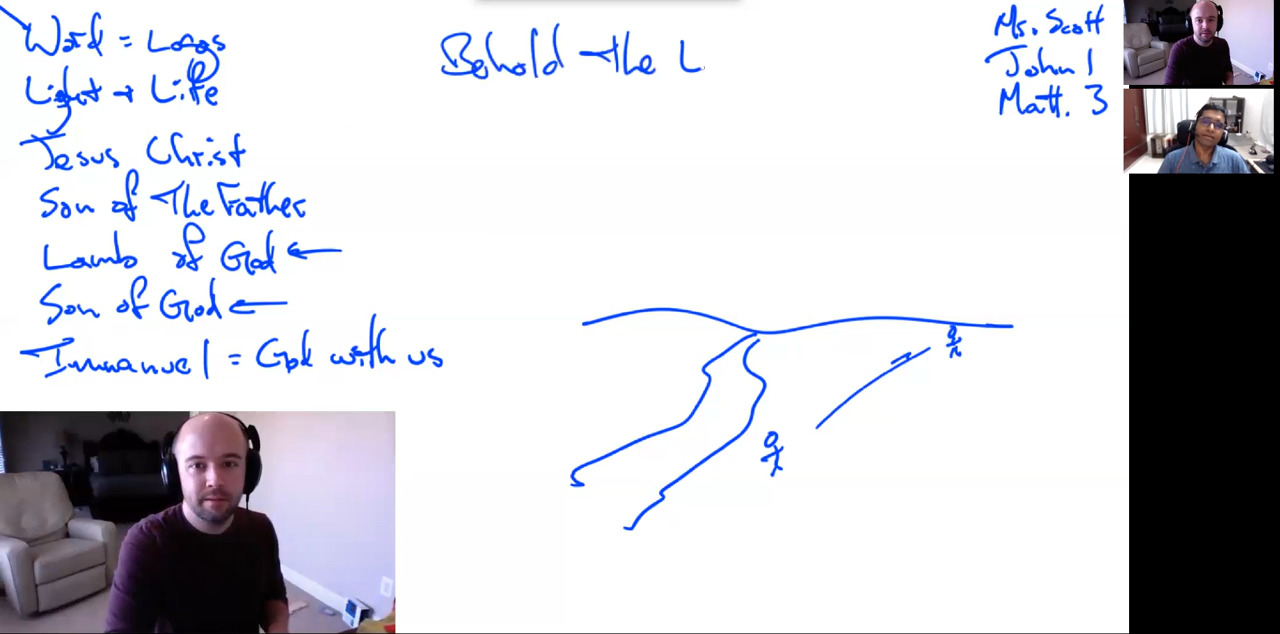 Word = Logos
Light + Life
Jesus Christ
Son of The Father
Lamb of God ←
Son of God ←
Immanuel = God with us
Behold the L
Mr. Scott
John 1
Matt. 3